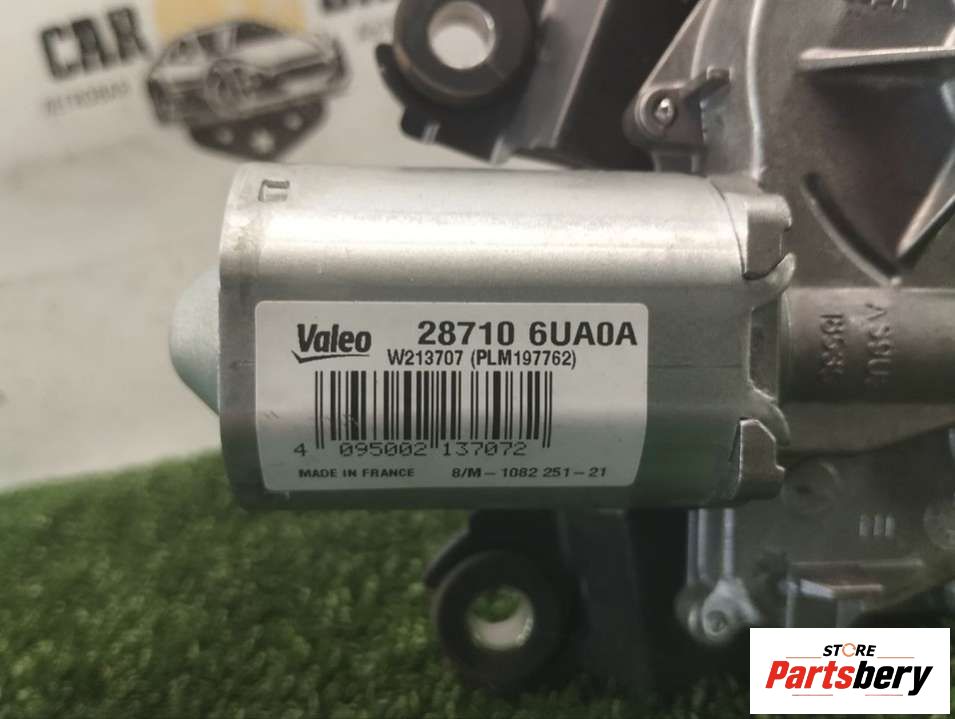 CAR
Valeo 28710 6UA0A
W213707 (PLM197762)
4 095002 137072
MADE IN FRANCE 8/M-1082 251-21
STORE
Partsbery